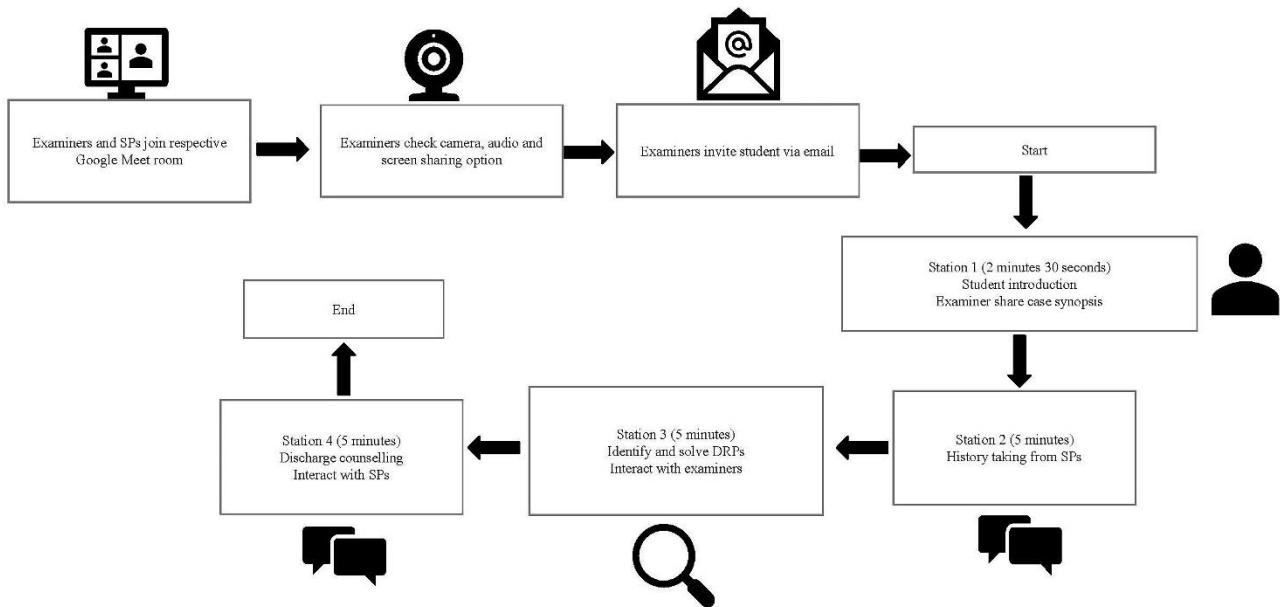 Examiners and SPs join respective
Google Meet room
Examiners check camera, audio and
screen sharing option
Examiners invite student via email
Start
Station 1 (2 minutes 30 seconds)
Student introduction
Examiner share case synopsis
Station 2 (5 minutes)
History taking from SPs
Station 3 (5 minutes)
Identify and solve DRPs
Interact with examiners
Station 4 (5 minutes)
Discharge counselling
Interact with SPs
End